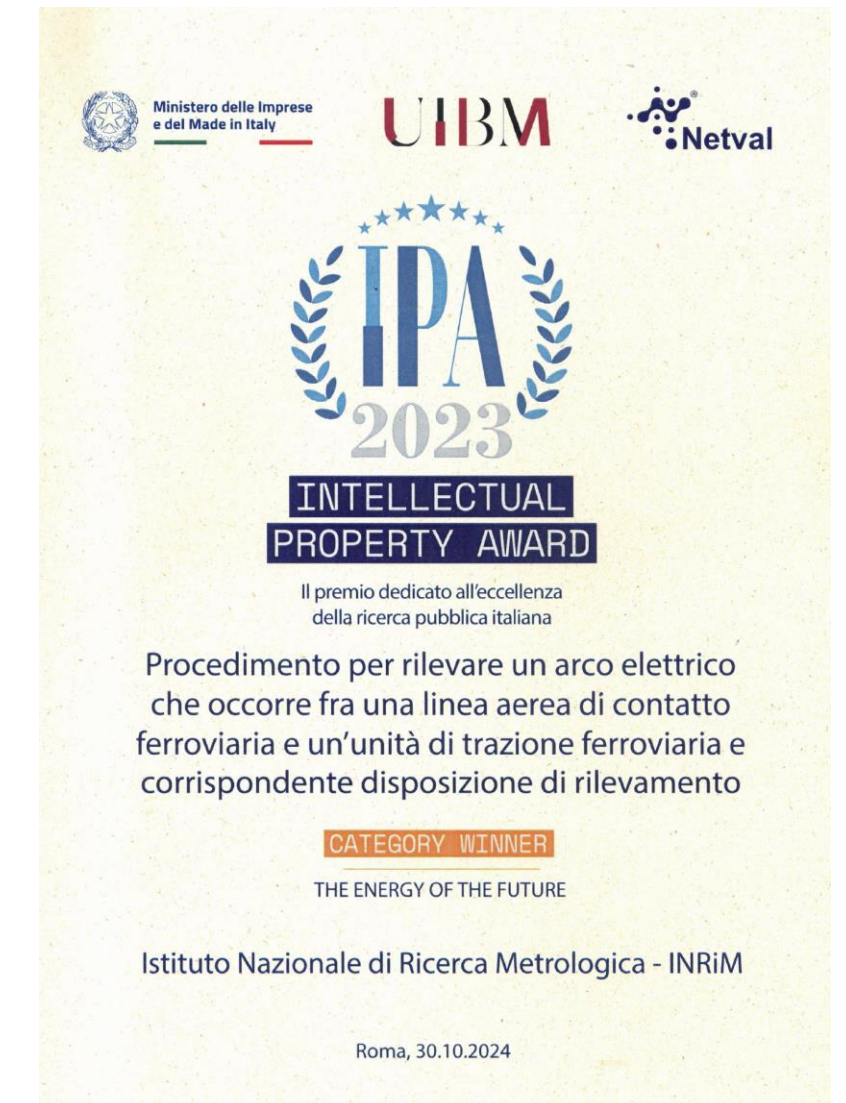 Ministero delle Imprese
e del Made in Italy
UIBM
Netval®
IPA
2023
INTELLECTUAL
PROPERTY AWARD
Il premio dedicato all'eccellenza
della ricerca pubblica italiana
Procedimento per rilevare un arco elettrico
che occorre fra una linea aerea di contatto
ferroviaria e un'unità di trazione ferroviaria e
corrispondente disposizione di rilevamento
CATEGORY WINNER
THE ENERGY OF THE FUTURE
Istituto Nazionale di Ricerca Metrologica - INRiM
Roma, 30.10.2024